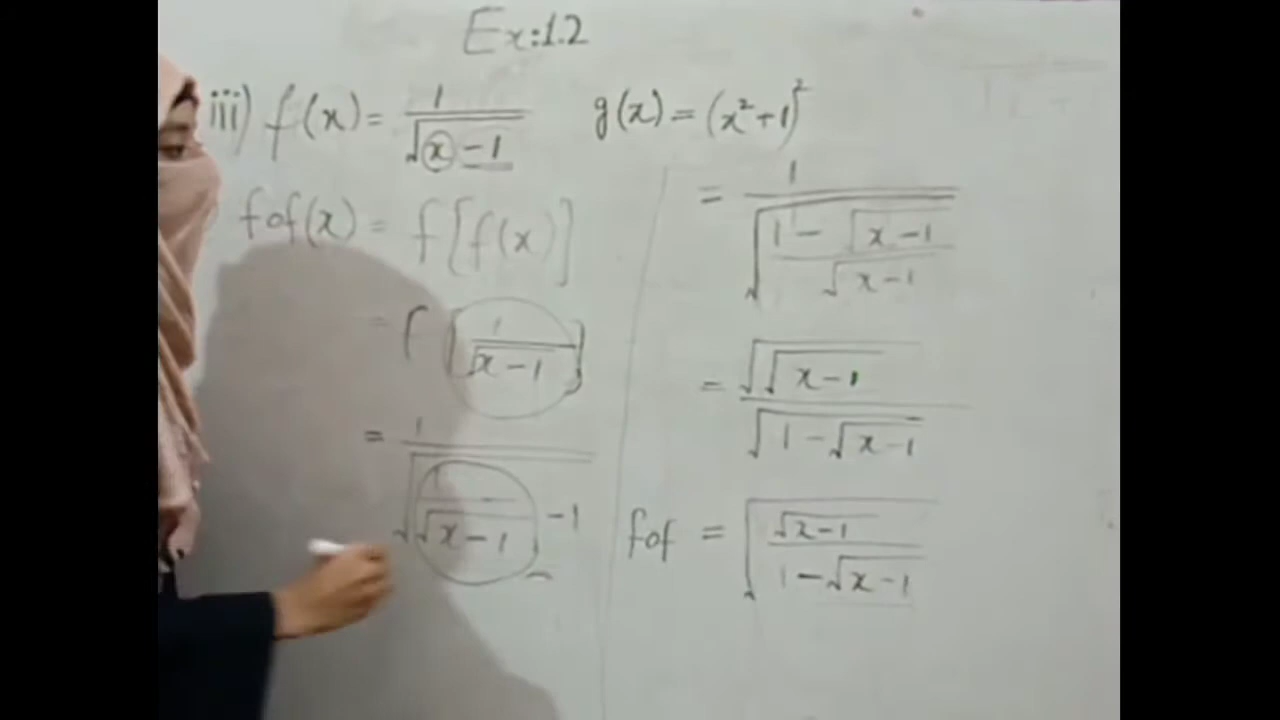 Ex:1.2
iii) f(x) = 1/√(x-1) g(x) = (x²+1)²
fof(x) = f[f(x)]
= f[1/√(x-1)]
= 1/√(1/√(x-1) -1)
= 1/√((1-√(x-1))/√(x-1))
= √√(x-1)/√(1-√(x-1))
fof = √(√(x-1)/(1-√(x-1)))